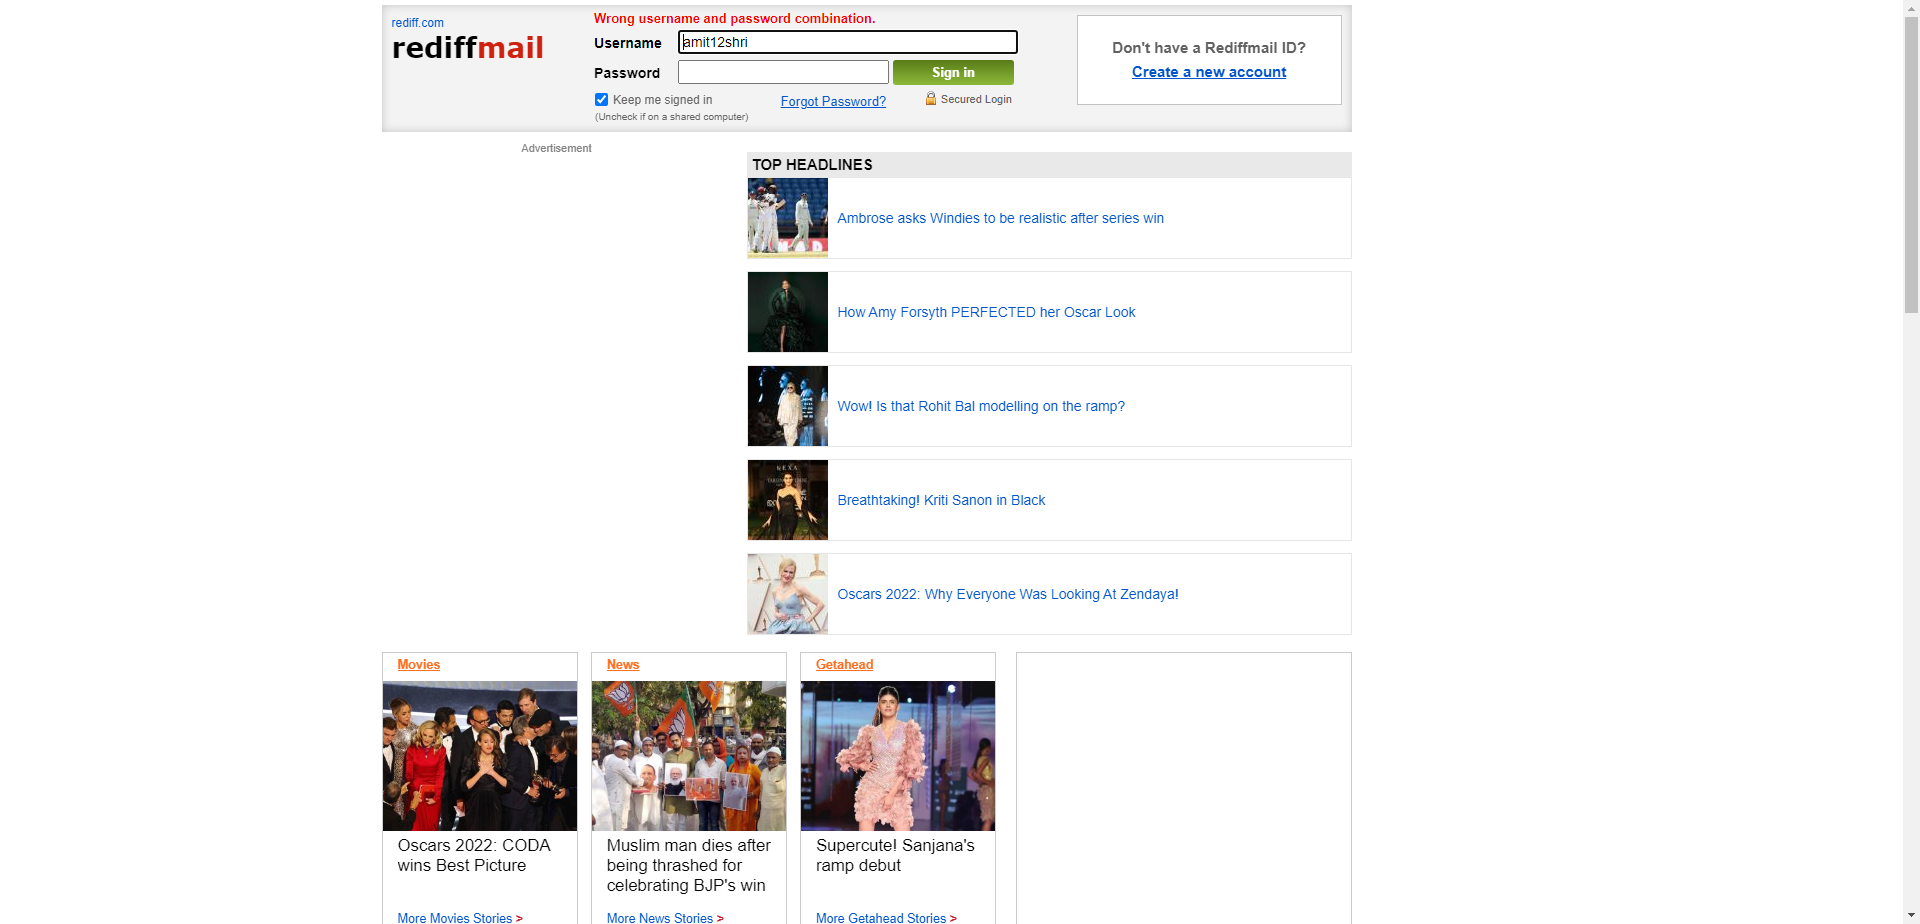 rediff.com
rediffmail
Wrong username and password combination.
Username amit12shri
Password Sign in
Keep me signed in Forgot Password? Secured Login
(Uncheck if on a shared computer)
Don't have a Rediffmail ID?
Create a new account
Advertisement
TOP HEADLINES
Ambrose asks Windies to be realistic after series win
How Amy Forsyth PERFECTED her Oscar Look
Wow! Is that Rohit Bal modelling on the ramp?
NEXA
Breathtaking! Kriti Sanon in Black
Oscars 2022: Why Everyone Was Looking At Zendaya!
Movies
Oscars 2022: CODA
wins Best Picture
More Movies Stories >
News
Muslim man dies after
being thrashed for
celebrating BJP's win
More News Stories >
Getahead
Supercute! Sanjana's
ramp debut
More Getahead Stories >